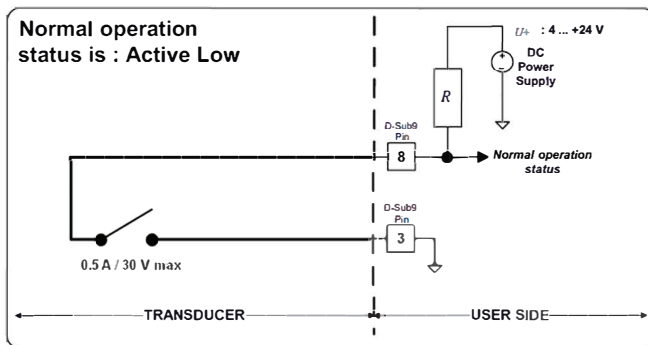 Normal operation
status is : Active Low
U+ : 4 ... +24 V
DC
Power
Supply
R
D-Sub9
Pin
8
Normal operation
status
D-Sub9
Pin
3
0.5 A / 30 V max
TRANSDUCER
USER SIDE